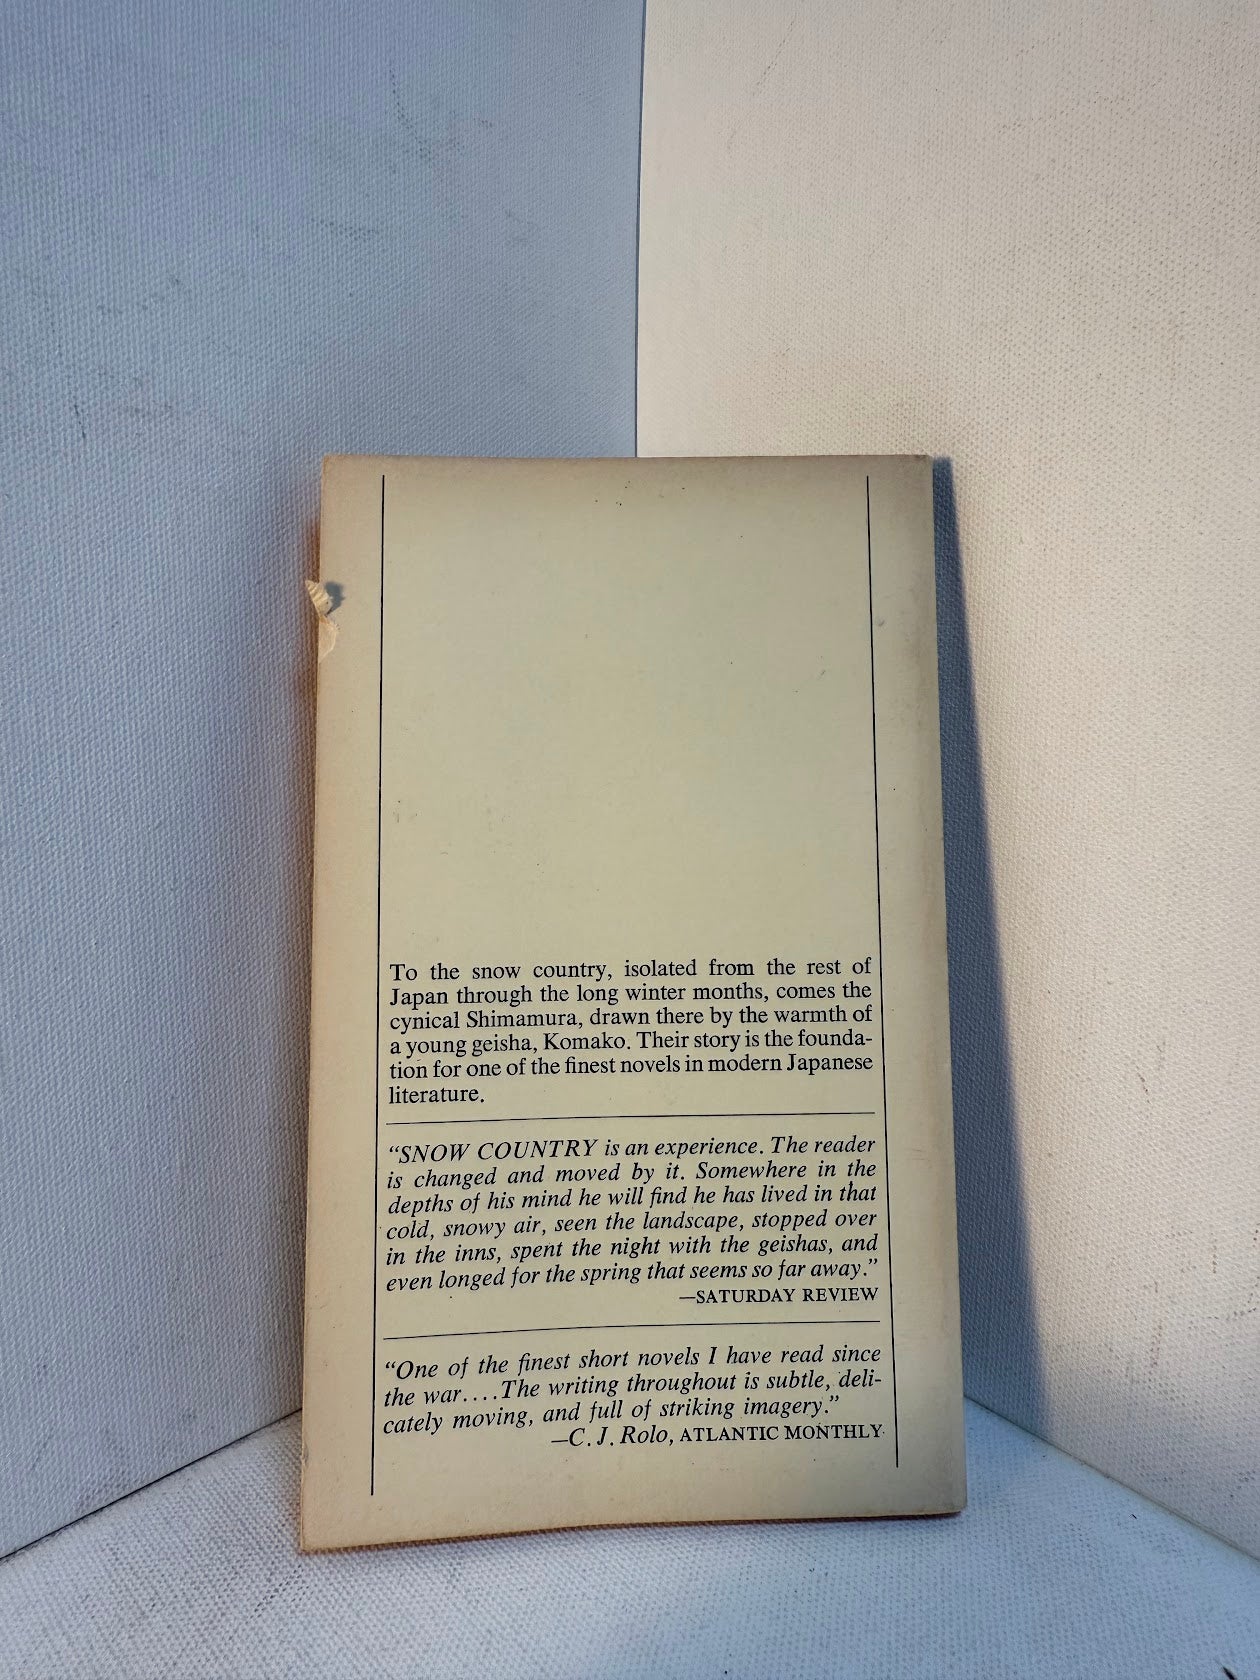 To the snow country, isolated from the rest of
Japan through the long winter months, comes the
cynical Shimamura, drawn there by the warmth of
a young geisha, Komako. Their story is the founda-
tion for one of the finest novels in modern Japanese
literature.
“SNOW COUNTRY is an experience. The reader
is changed and moved by it. Somewhere in the
depths of his mind he will find he has lived in that
cold, snowy air, seen the landscape, stopped over
in the inns, spent the night with the geishas, and
even longed for the spring that seems so far away.”
—SATURDAY REVIEW
“One of the finest short novels I have read since
the war....The writing throughout is subtle, deli-
cately moving, and full of striking imagery.”
—C. J. Rolo, ATLANTIC MONTHLY